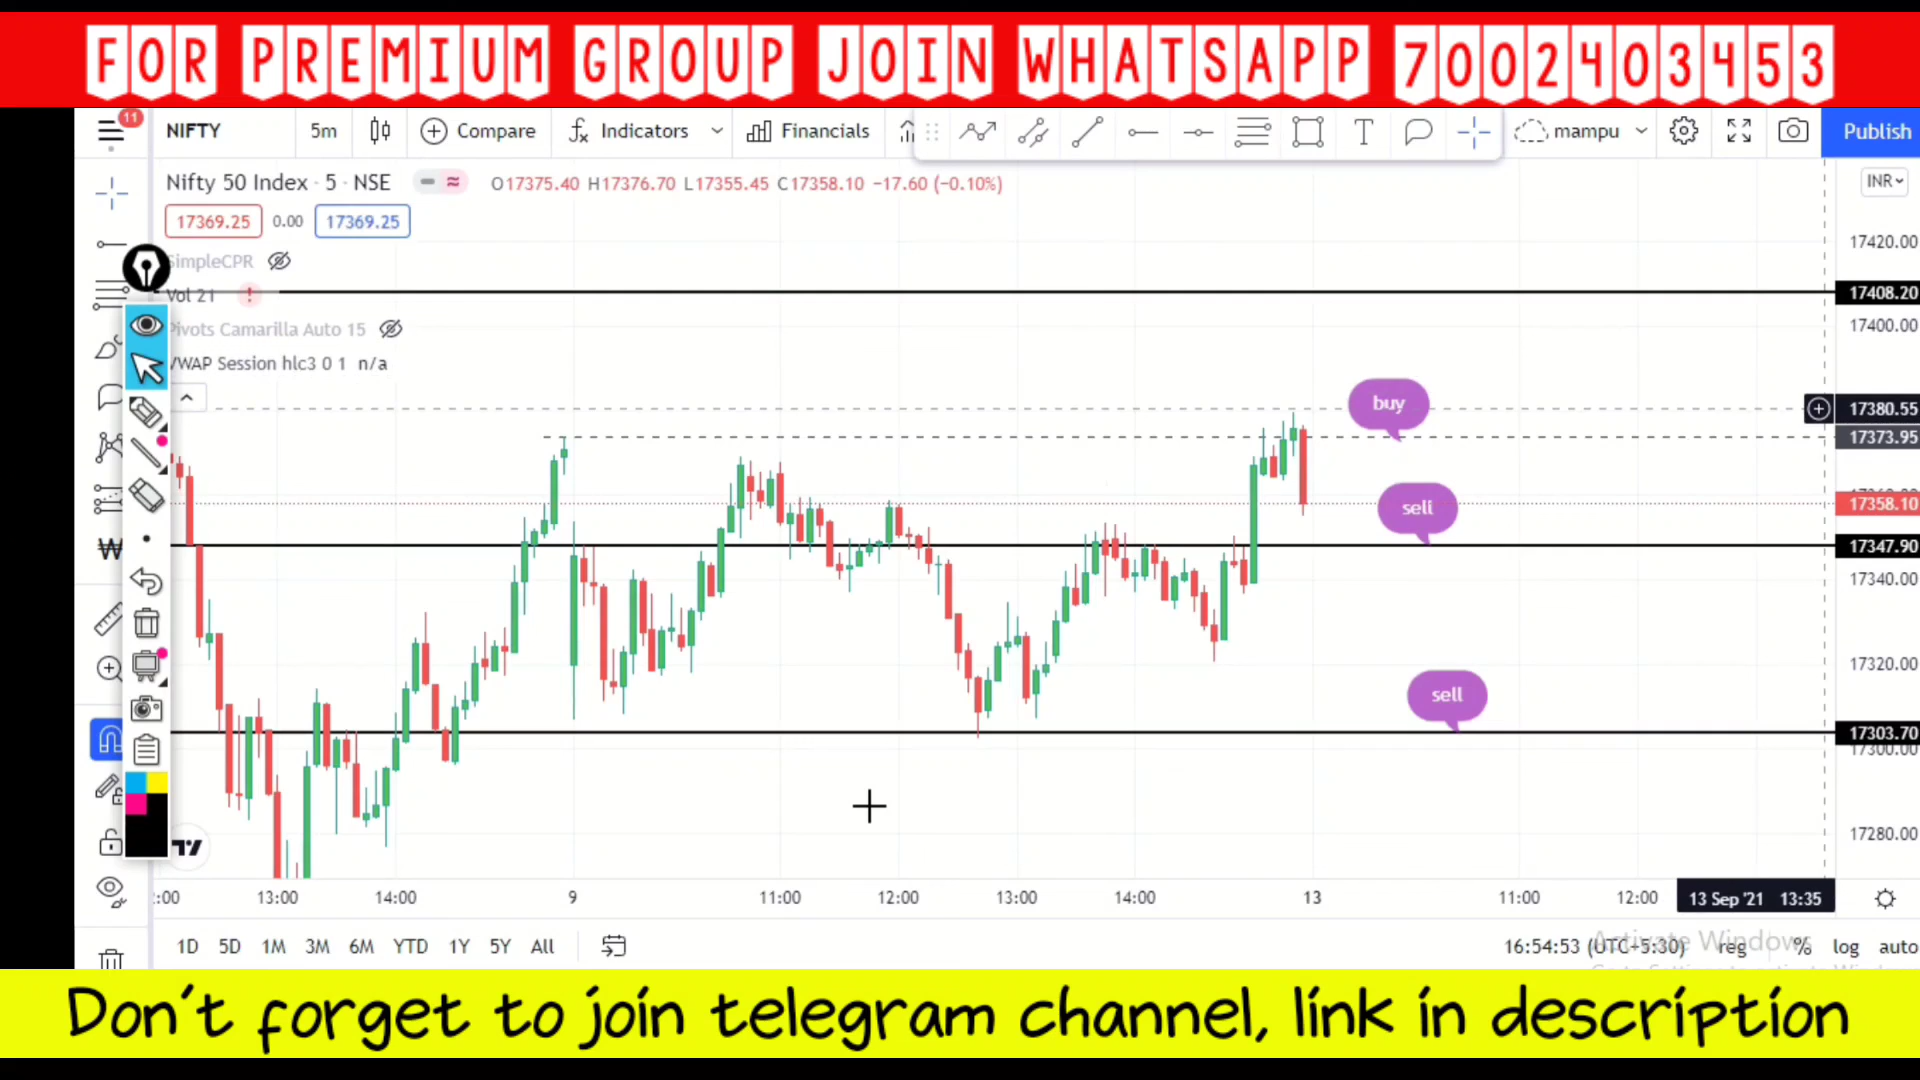 FOR PREMIUM GROUP JOIN WHATSAPP 7002403453
11
NIFTY 5m Compare Indicators Financials T mampu Publish
Nifty 50 Index · 5 · NSE O17375.40 H17376.70 L17355.45 C17358.10 −17.60 (−0.10%) INR
17369.25 0.00 17369.25
17420.00
SimpleCPR
Vol 21 !
17408.20
17400.00
Pivots Camarilla Auto 15
VWAP Session hlc3 0 1 n/a
buy
17380.55
17373.95
sell
17358.10
17347.90
17340.00
17320.00
sell
17303.70
17300.00
17280.00
:00 13:00 14:00 9 11:00 12:00 13:00 14:00 13 11:00 12:00 13 Sep '21 13:35
1D 5D 1M 3M 6M YTD 1Y 5Y All 16:54:53 (UTC+5:30) reg % log auto
Activate Windows
Don't forget to join telegram channel, link in description